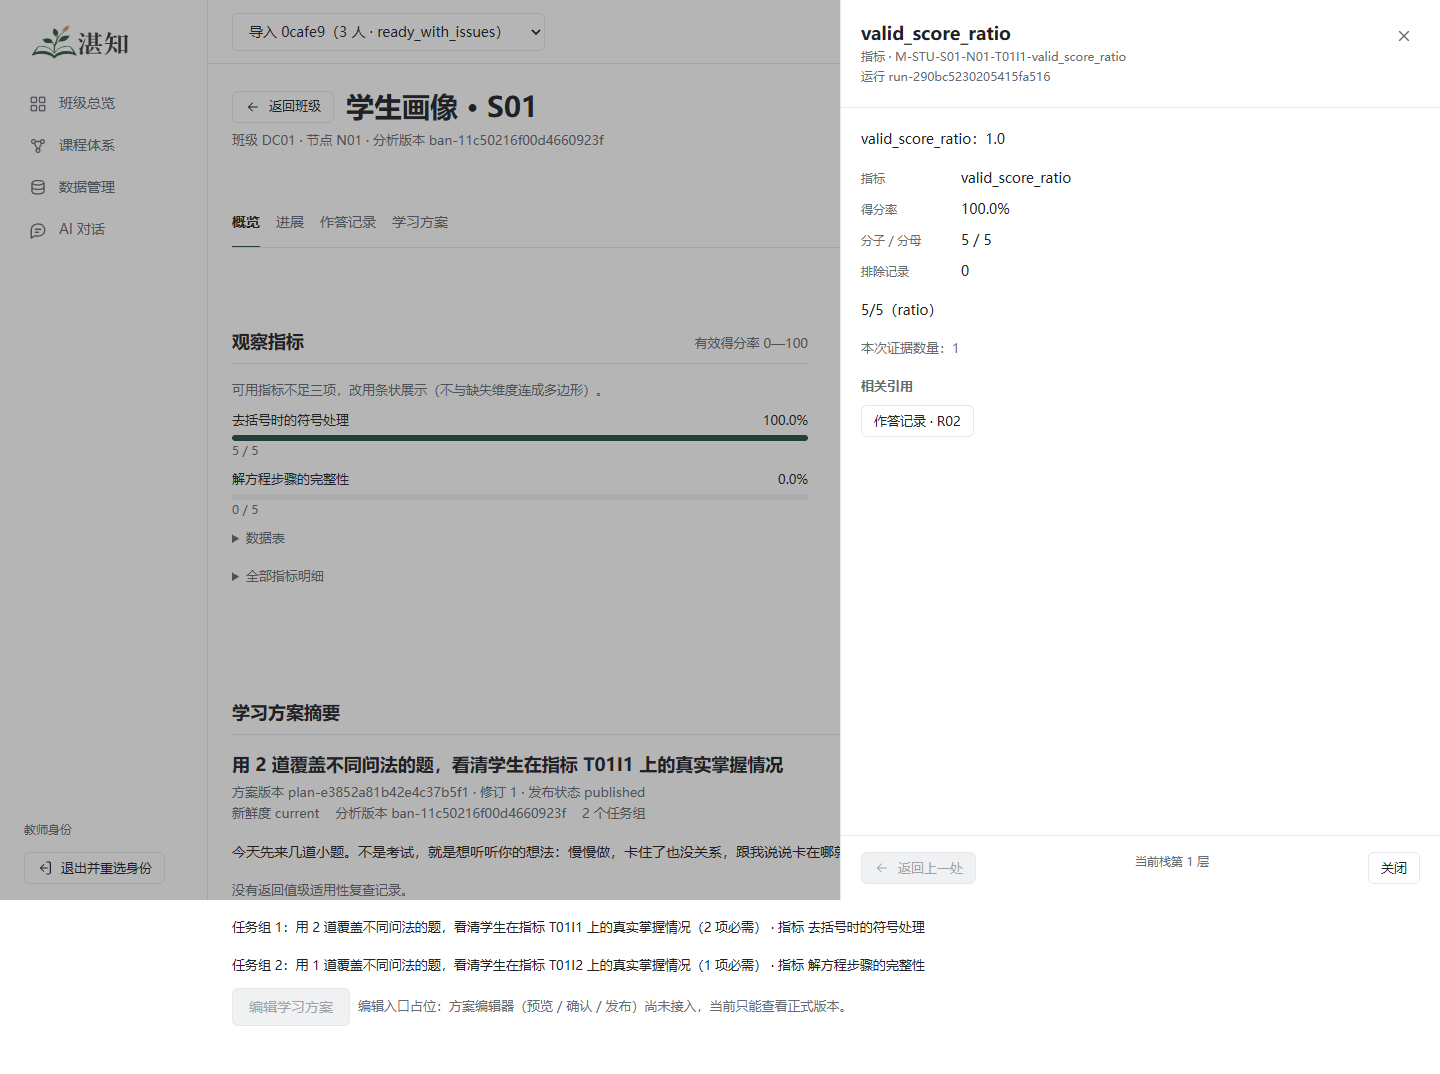 湛知
班级总览
课程体系
数据管理
AI 对话
教师身份
退出并重选身份
导入 0cafe9（3 人 · ready_with_issues）
返回班级
学生画像 • S01
班级 DC01 · 节点 N01 · 分析版本 ban-11c50216f00d4660923f
概览 进展 作答记录 学习方案
观察指标
有效得分率 0—100
可用指标不足三项，改用条状展示（不与缺失维度连成多边形）。
去括号时的符号处理 100.0%
5 / 5
解方程步骤的完整性 0.0%
0 / 5
数据表
全部指标明细
学习方案摘要
用 2 道覆盖不同问法的题，看清学生在指标 T01I1 上的真实掌握情况
方案版本 plan-e3852a81b42e4c37b5f1 · 修订 1 · 发布状态 published
新鲜度 current 分析版本 ban-11c50216f00d4660923f 2 个任务组
今天先来几道小题。不是考试，就是想听听你的想法：慢慢做，卡住了也没关系，跟我说说卡在哪
没有返回值级适用性复查记录。
任务组 1：用 2 道覆盖不同问法的题，看清学生在指标 T01I1 上的真实掌握情况（2 项必需） · 指标 去括号时的符号处理
任务组 2：用 1 道覆盖不同问法的题，看清学生在指标 T01I2 上的真实掌握情况（1 项必需） · 指标 解方程步骤的完整性
编辑学习方案 编辑入口占位：方案编辑器（预览 / 确认 / 发布）尚未接入，当前只能查看正式版本。
valid_score_ratio
指标 · M-STU-S01-N01-T01I1-valid_score_ratio
运行 run-290bc5230205415fa516
valid_score_ratio：1.0
指标 valid_score_ratio
得分率 100.0%
分子 / 分母 5 / 5
排除记录 0
5/5（ratio）
本次证据数量：1
相关引用
作答记录 · R02
返回上一处
当前栈第 1 层
关闭